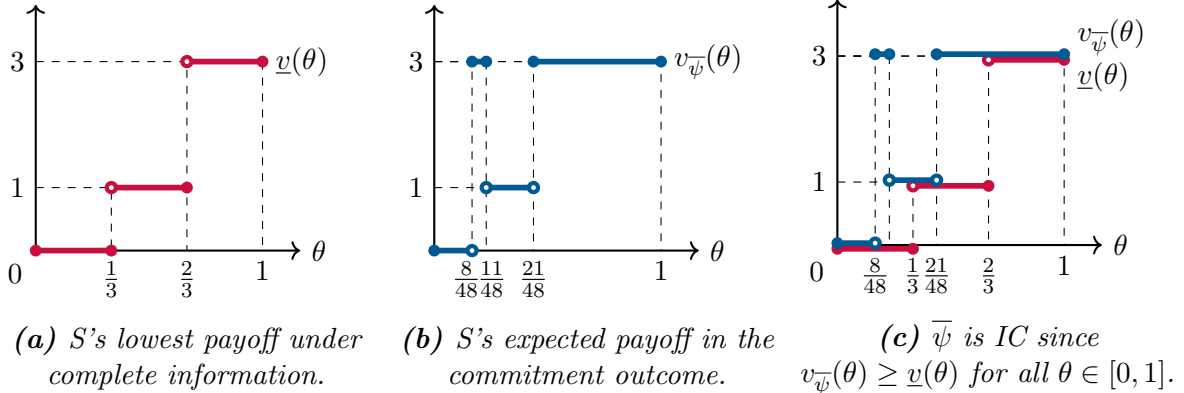 3
1
0
1/3
2/3
1
θ
v̲(θ)
3
1
8/48
11/48
21/48
1
θ
v_ψ̅(θ)
3
1
0
8/48
1/3
21/48
2/3
1
θ
v_ψ̅(θ)
v̲(θ)
(a) S's lowest payoff under
complete information.
(b) S's expected payoff in the
commitment outcome.
(c) ψ̅ is IC since
v_ψ̅(θ) ≥ v̲(θ) for all θ ∈ [0, 1].